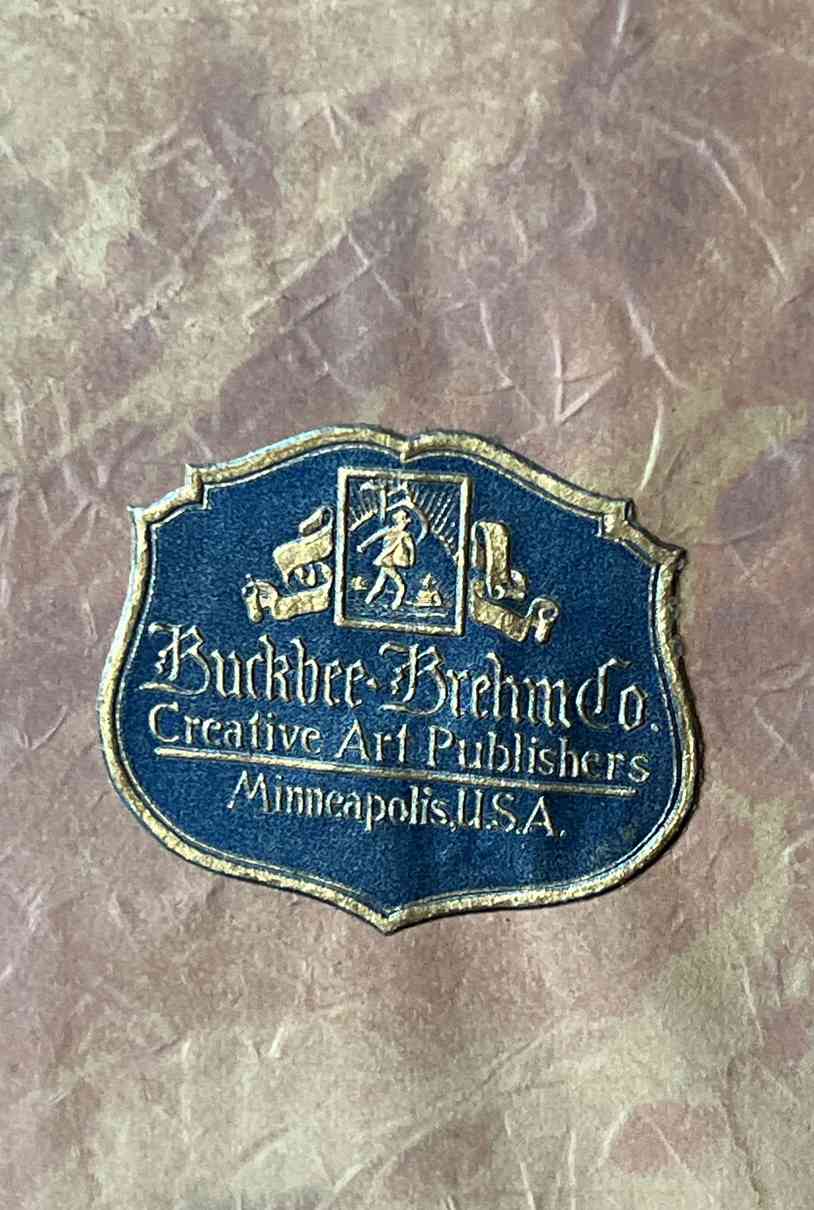 Buckbee-Brehm Co.
Creative Art Publishers
Minneapolis, U.S.A.